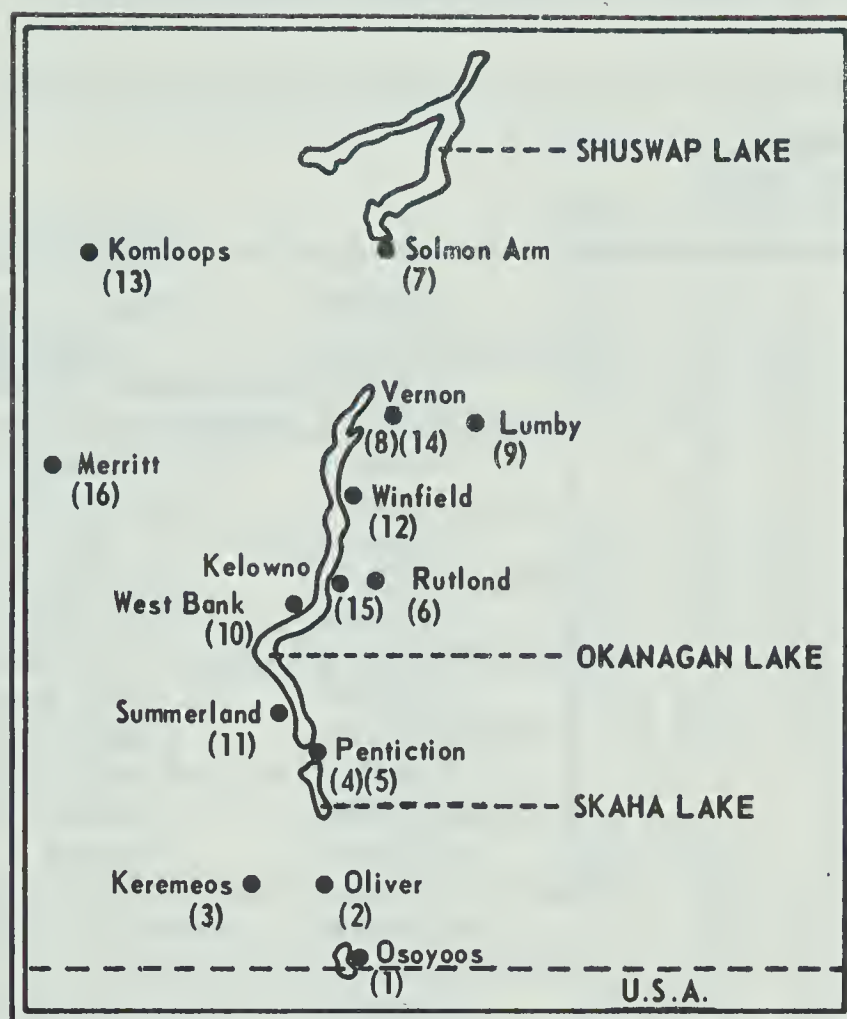 SHUSWAP LAKE
Komloops
(13)
Solmon Arm
(7)
Vernon
(8)(14)
Lumby
(9)
Merritt
(16)
Winfield
(12)
Kelowno
(15)
Rutlond
(6)
West Bank
(10)
OKANAGAN LAKE
Summerland
(11)
Pentiction
(4)(5)
SKAHA LAKE
Keremeos
(3)
Oliver
(2)
Osoyoos
(1)
U.S.A.